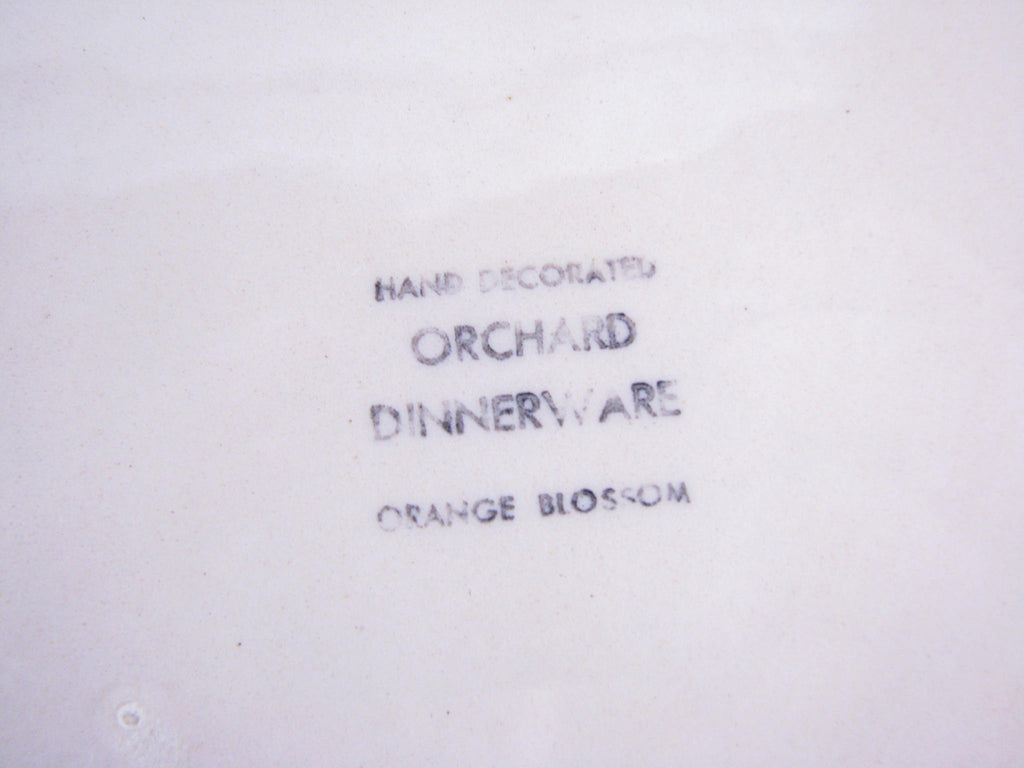 HAND DECORATED
ORCHARD
DINNERWARE
ORANGE BLOSSOM